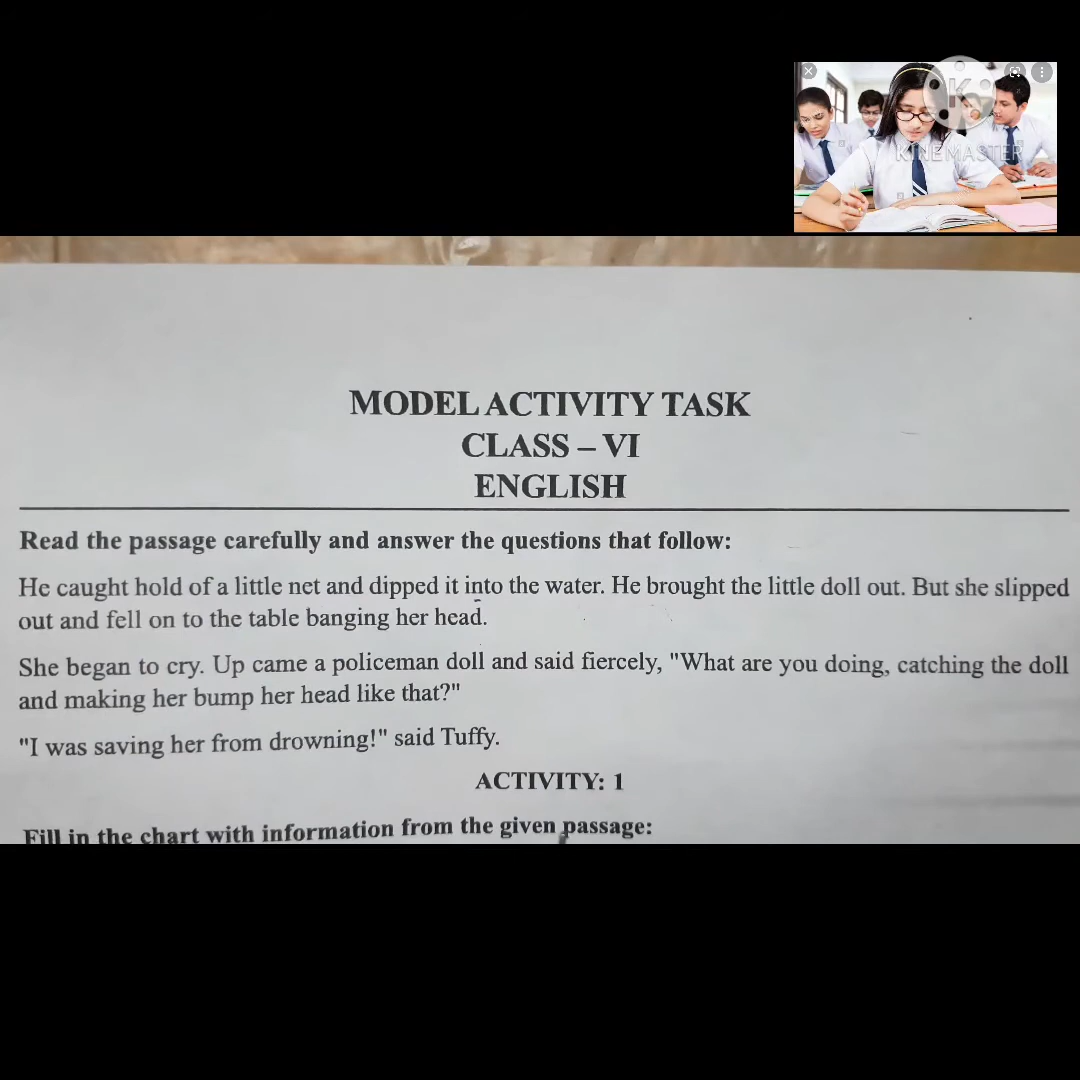 KINEMASTER
MODEL ACTIVITY TASK
CLASS – VI
ENGLISH
Read the passage carefully and answer the questions that follow:
He caught hold of a little net and dipped it into the water. He brought the little doll out. But she slipped
out and fell on to the table banging her head.
She began to cry. Up came a policeman doll and said fiercely, "What are you doing, catching the doll
and making her bump her head like that?"
"I was saving her from drowning!" said Tuffy.
ACTIVITY: 1
Fill in the chart with information from the given passage: